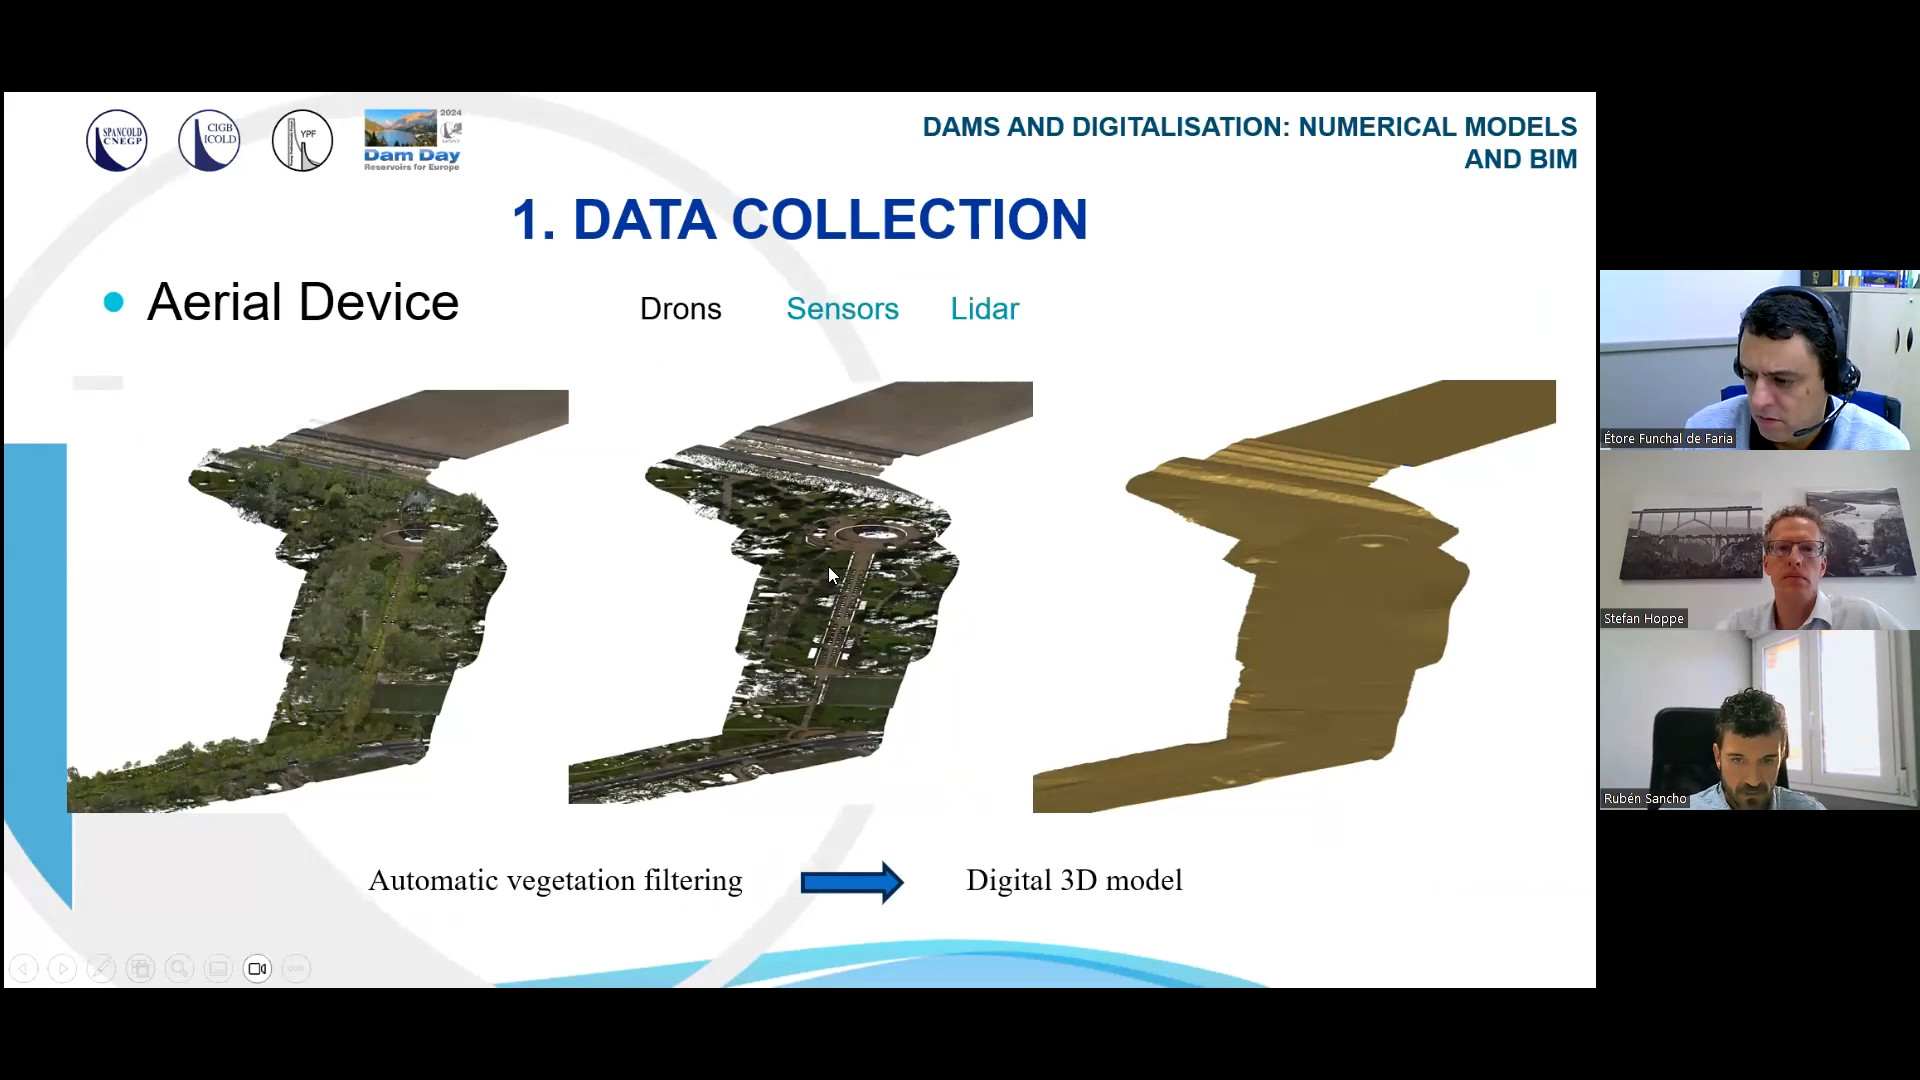 SPANCOLD
CNEGP
CIGB
ICOLD
YPF
2024
Dam Day
Reservoirs for Europe
DAMS AND DIGITALISATION: NUMERICAL MODELS
AND BIM
1. DATA COLLECTION
Aerial Device
Drons
Sensors
Lidar
Automatic vegetation filtering
Digital 3D model
Étore Funchal de Faria
Stefan Hoppe
Rubén Sancho